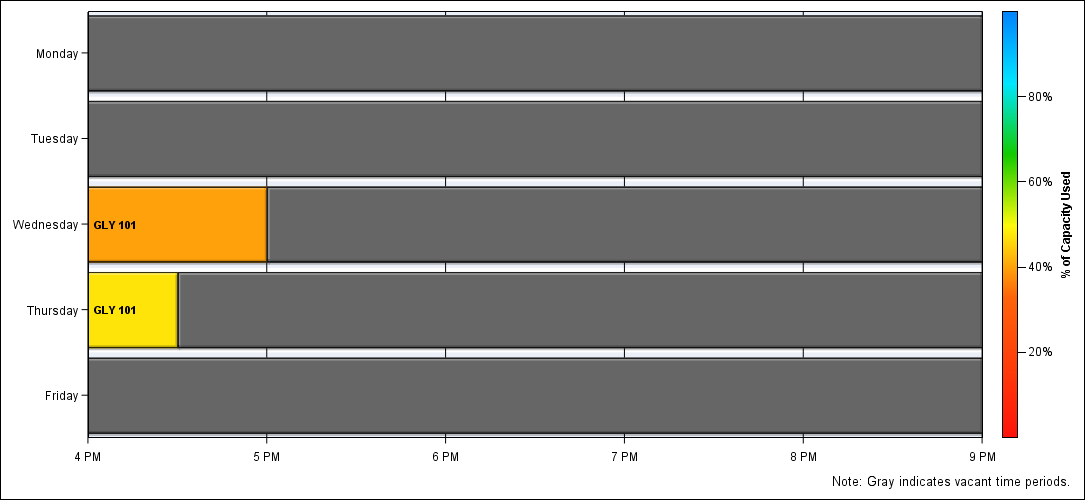 Monday
Tuesday
Wednesday
GLY 101
Thursday
GLY 101
Friday
4 PM 5 PM 6 PM 7 PM 8 PM 9 PM
80%
60%
40%
20%
% of Capacity Used
Note: Gray indicates vacant time periods.